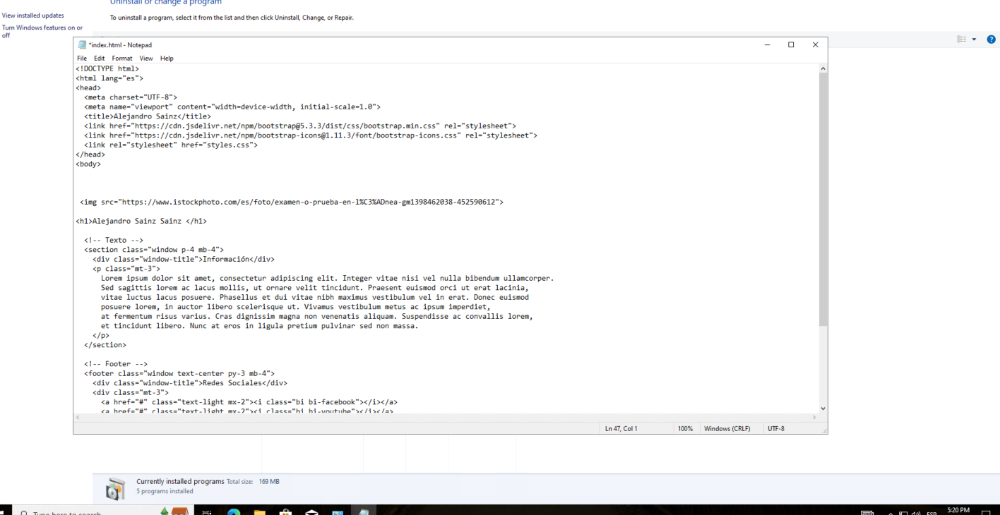 Uninstall or change a program
View installed updates
To uninstall a program, select it from the list and then click Uninstall, Change, or Repair.
Turn Windows features on or
off
*index.html - Notepad
File Edit Format View Help
<!DOCTYPE html>
<html lang="es">
<head>
  <meta charset="UTF-8">
  <meta name="viewport" content="width=device-width, initial-scale=1.0">
  <title>Alejandro Sainz</title>
  <link href="https://cdn.jsdelivr.net/npm/bootstrap@5.3.3/dist/css/bootstrap.min.css" rel="stylesheet">
  <link href="https://cdn.jsdelivr.net/npm/bootstrap-icons@1.11.3/font/bootstrap-icons.css" rel="stylesheet">
  <link rel="stylesheet" href="styles.css">
</head>
<body>
 <img src="https://www.istockphoto.com/es/foto/examen-o-prueba-en-l%C3%ADnea-gm1398462038-452590612">
<h1>Alejandro Sainz Sainz </h1>
  <!-- Texto -->
  <section class="window p-4 mb-4">
    <div class="window-title">Información</div>
    <p class="mt-3">
      Lorem ipsum dolor sit amet, consectetur adipiscing elit. Integer vitae nisi vel nulla bibendum ullamcorper.
      Sed sagittis lorem ac lacus mollis, ut ornare velit tincidunt. Praesent euismod orci ut erat lacinia,
      vitae luctus lacus posuere. Phasellus et dui vitae nibh maximus vestibulum vel in erat. Donec euismod
      posuere lorem, in auctor libero scelerisque ut. Vivamus vestibulum metus ac ipsum imperdiet,
      at fermentum risus varius. Cras dignissim magna non venenatis aliquam. Suspendisse ac convallis lorem,
      et tincidunt libero. Nunc at eros in ligula pretium pulvinar sed non massa.
    </p>
  </section>
  <!-- Footer -->
  <footer class="window text-center py-3 mb-4">
    <div class="window-title">Redes Sociales</div>
    <div class="mt-3">
      <a href="#" class="text-light mx-2"><i class="bi bi-facebook"></i></a>
      <a href="#" class="text-light mx-2"><i class="bi bi-youtube"></i></a>
Ln 47, Col 1 100% Windows (CRLF) UTF-8
Currently installed programs Total size: 169 MB
5 programs installed
Type here to search
ESP
5:20 PM